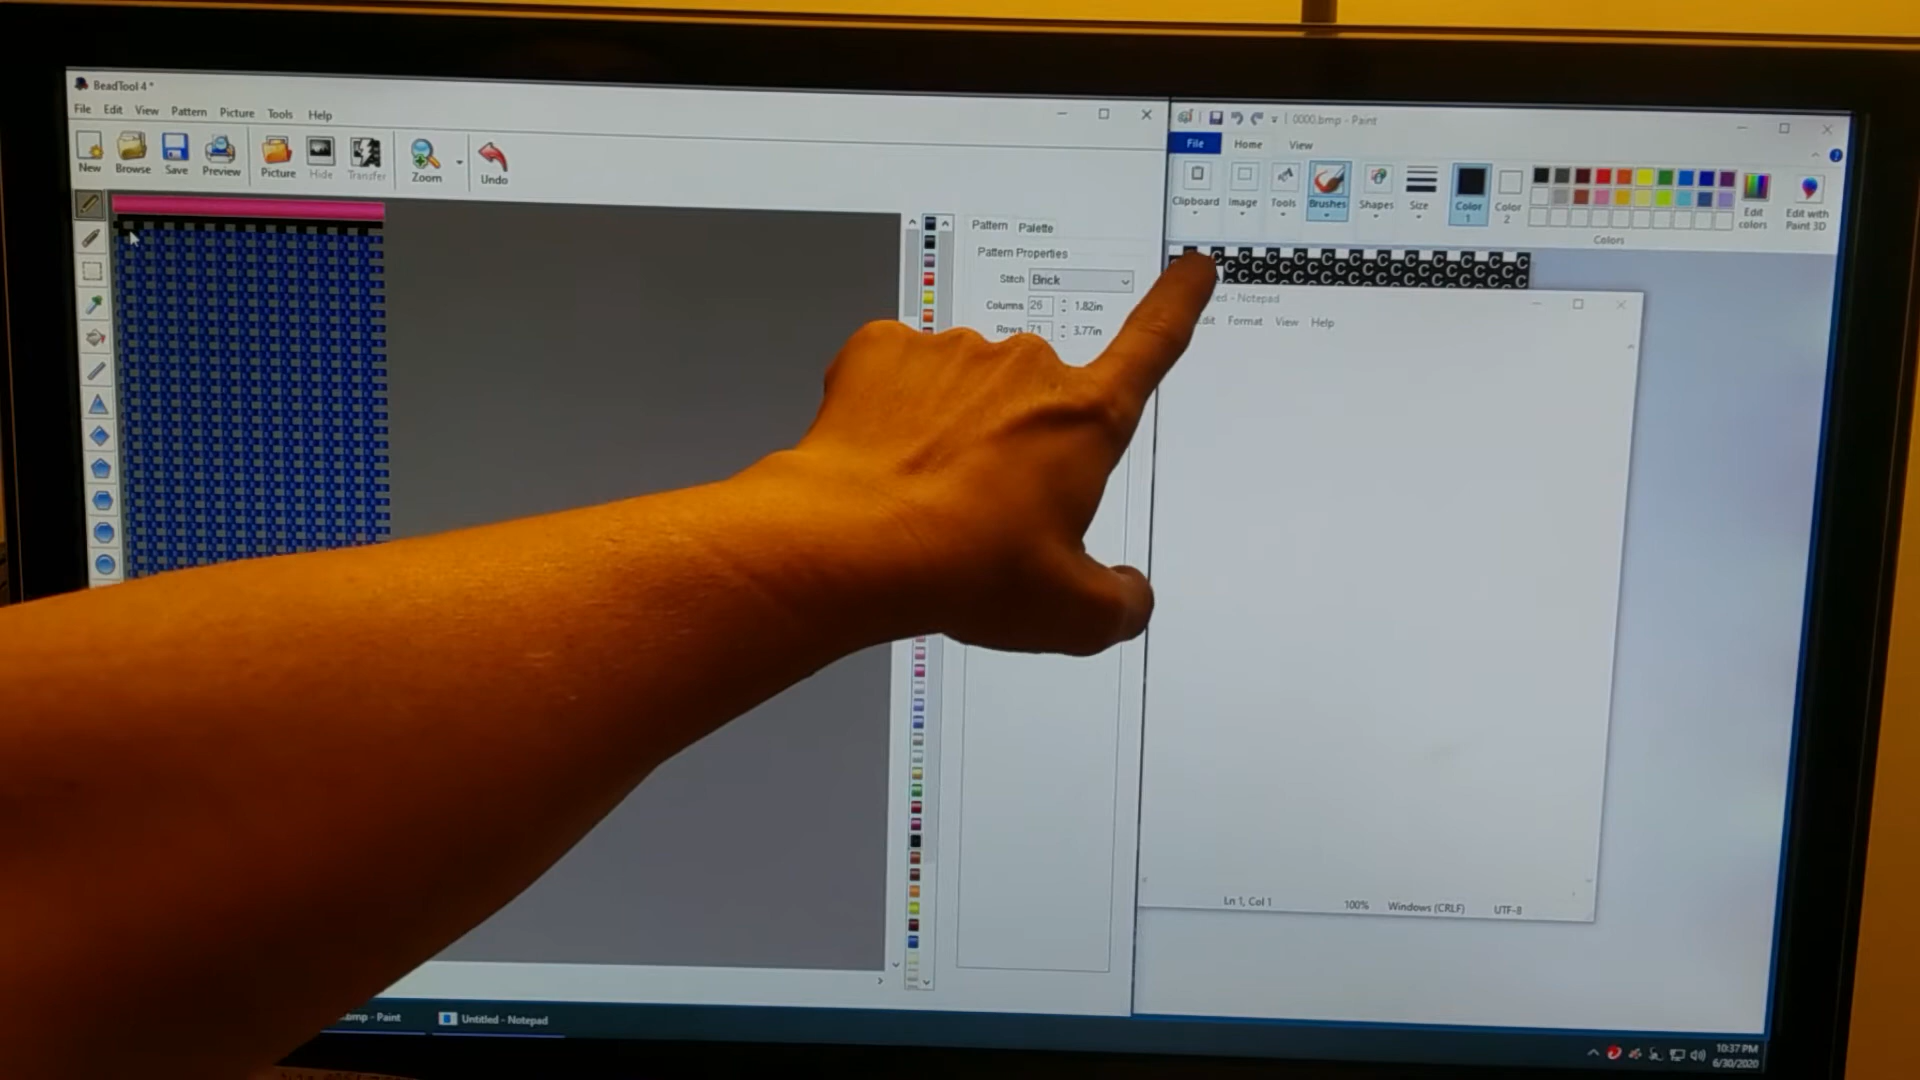 BeadTool 4 *
File Edit View Pattern Picture Tools Help
New Browse Save Preview Picture Hide Transfer Zoom Undo
Pattern Palette
Pattern Properties
Stitch Brick
Columns 26 1.82in
Rows 71 3.77in
0000.bmp - Paint
File Home View
Clipboard Image Tools Brushes Shapes Size Color 1 Color 2 Edit colors Edit with Paint 3D
Colors
C C C C C C C C C C C C
- Notepad
Format View Help
Ln 1, Col 1 100% Windows (CRLF) UTF-8
.bmp - Paint Untitled - Notepad
10:37 PM
6/30/2020